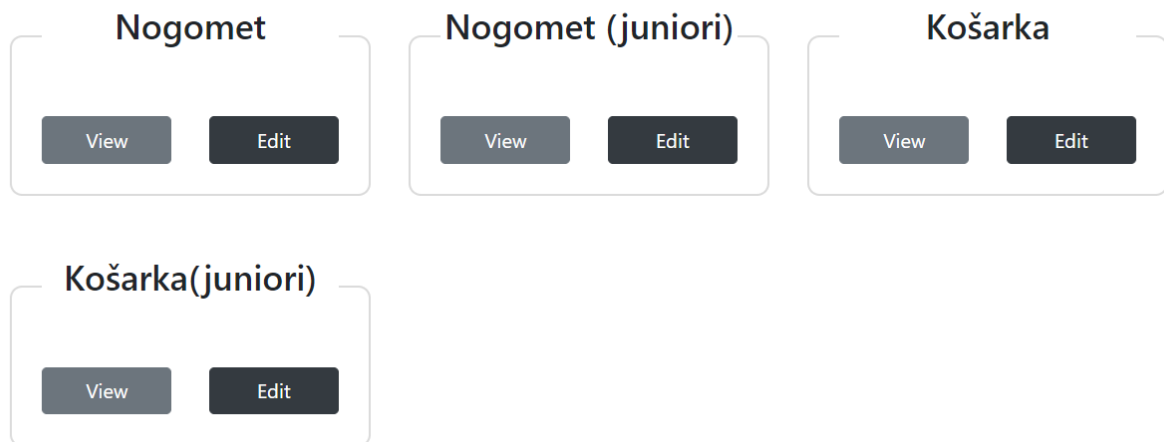 Nogomet
View Edit
Nogomet (juniori)
View Edit
Košarka
View Edit
Košarka(juniori)
View Edit